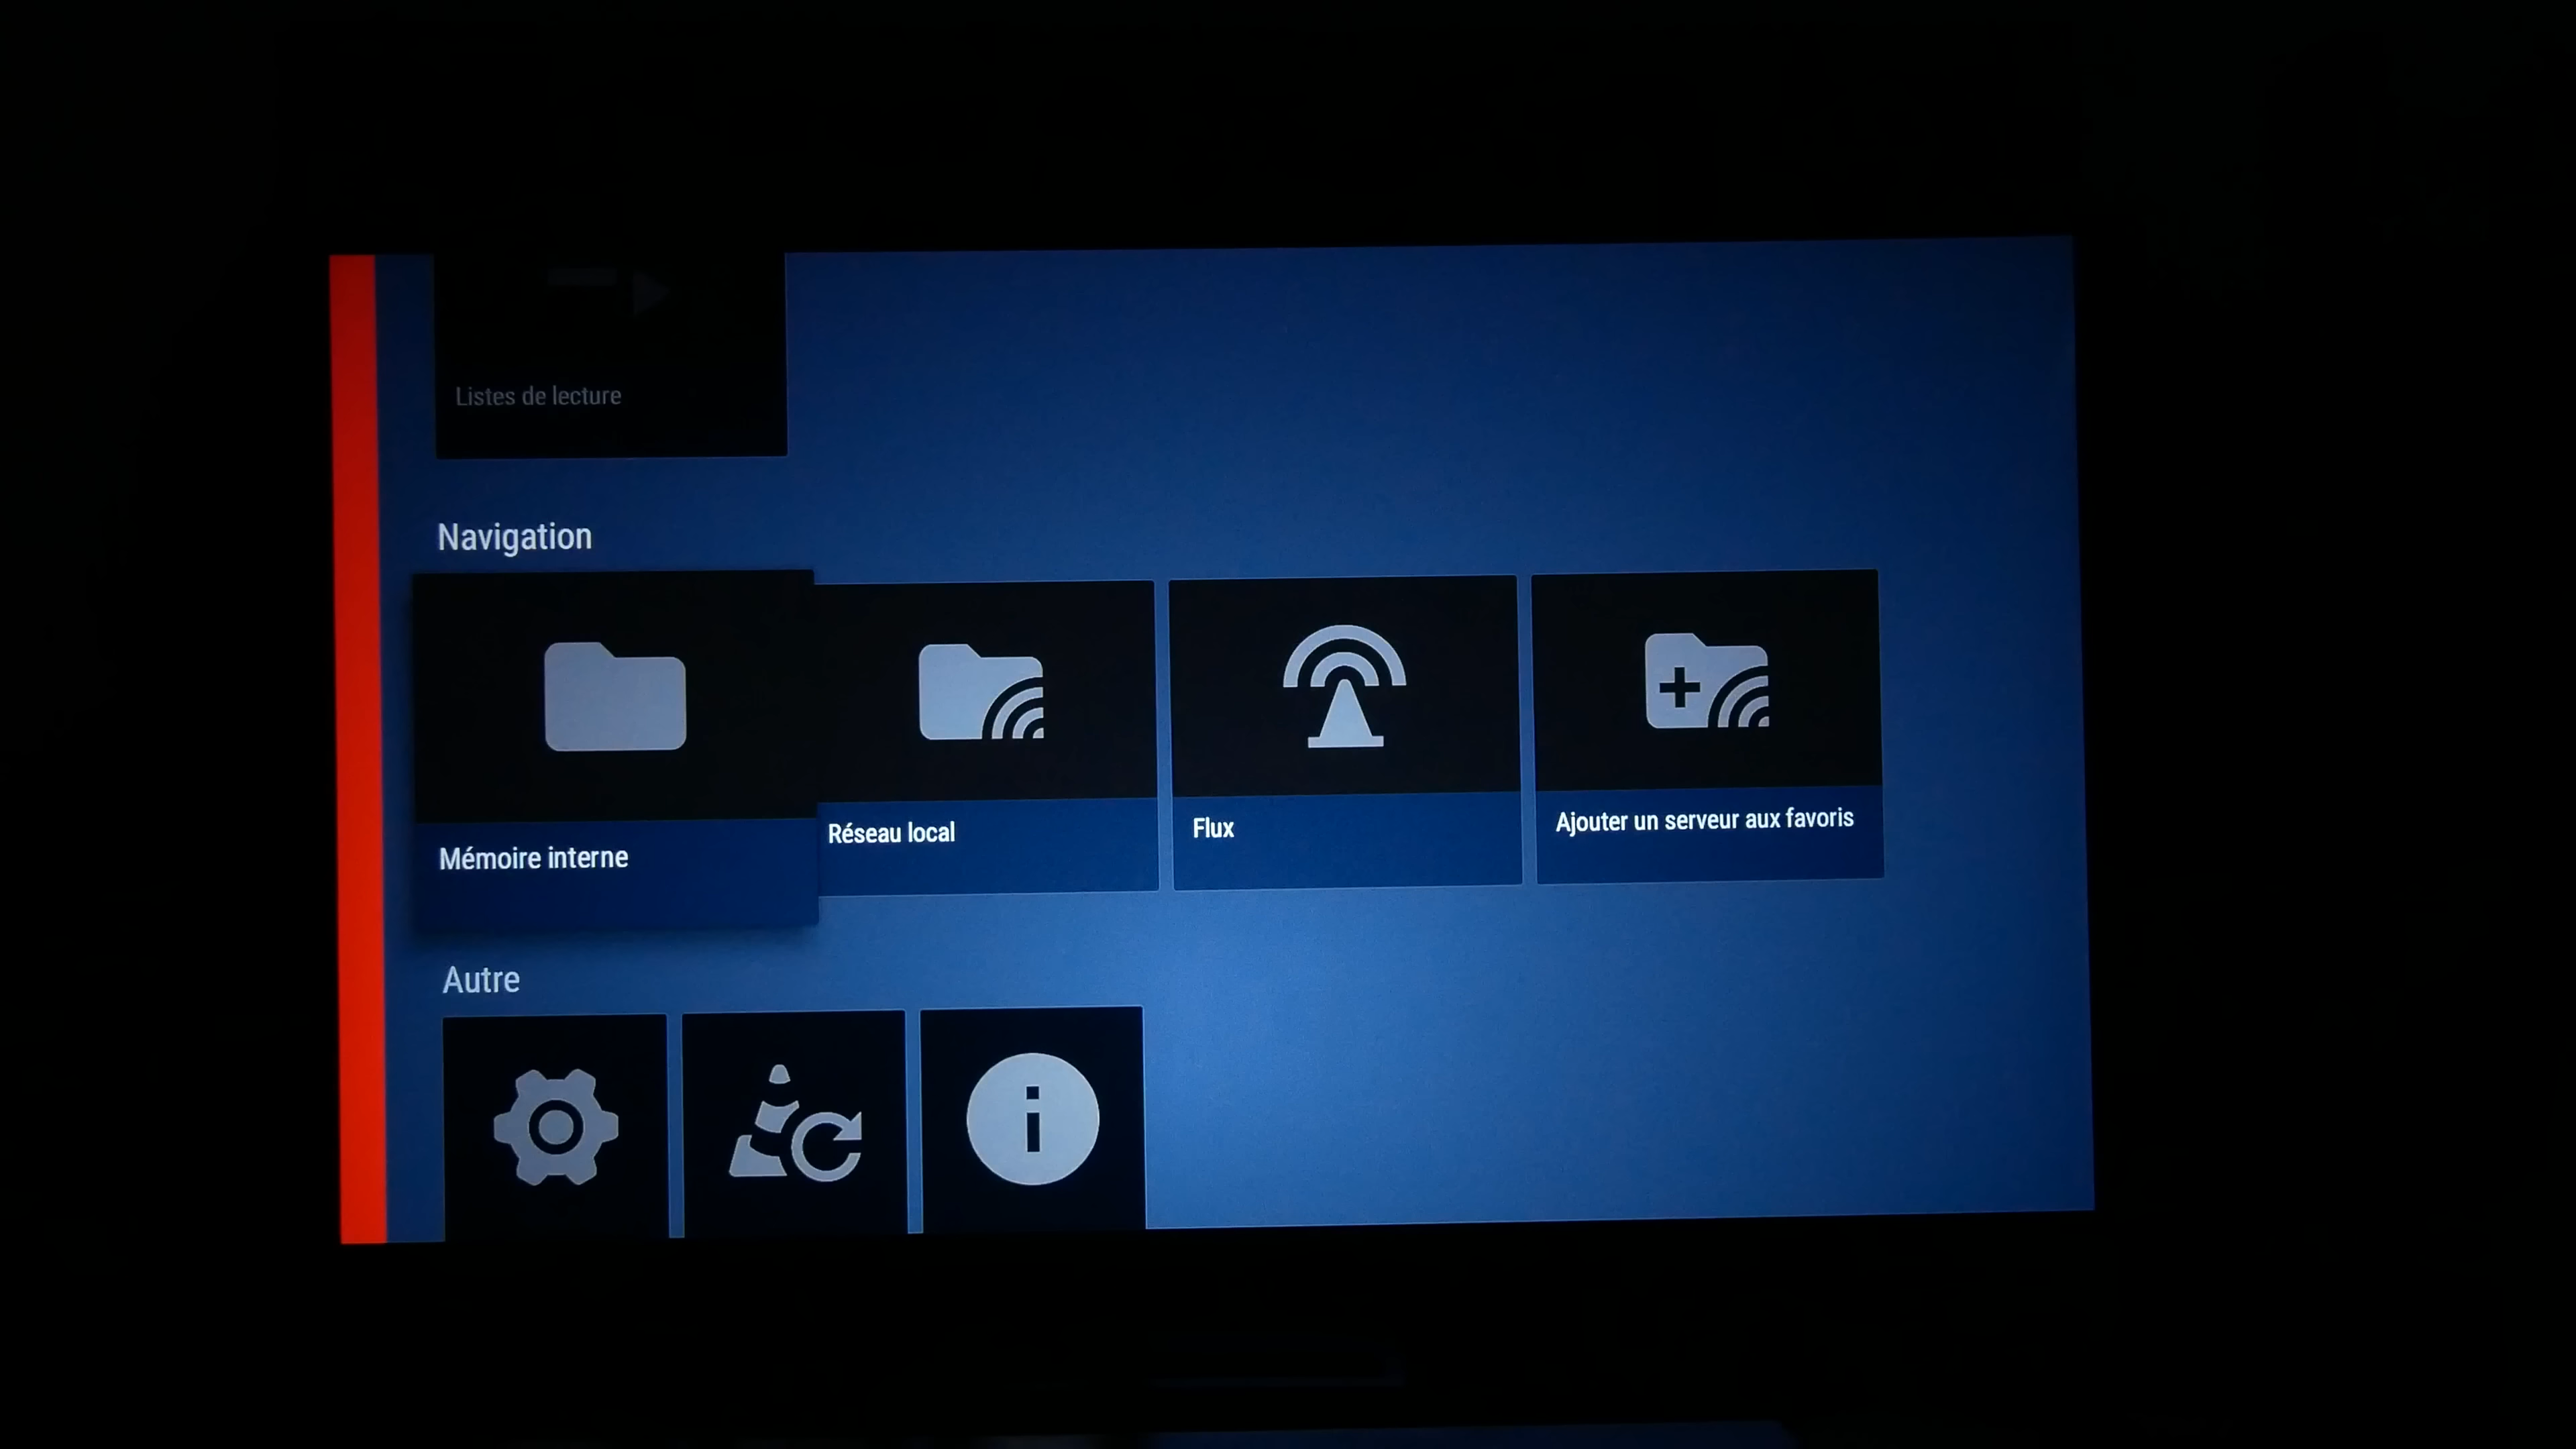 Listes de lecture
Navigation
Mémoire interne
Réseau local
Flux
Ajouter un serveur aux favoris
Autre